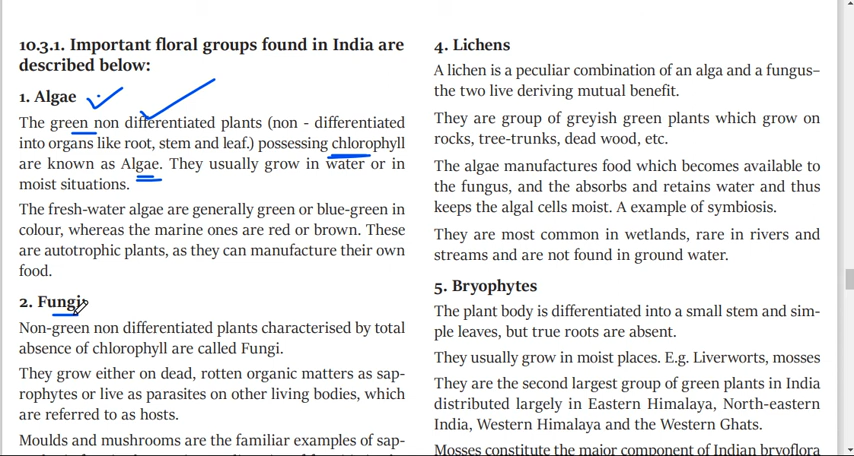 10.3.1. Important floral groups found in India are
described below:
1. Algae
The green non differentiated plants (non - differentiated
into organs like root, stem and leaf.) possessing chlorophyll
are known as Algae. They usually grow in water or in
moist situations.
The fresh-water algae are generally green or blue-green in
colour, whereas the marine ones are red or brown. These
are autotrophic plants, as they can manufacture their own
food.
2. Fungi
Non-green non differentiated plants characterised by total
absence of chlorophyll are called Fungi.
They grow either on dead, rotten organic matters as sap-
rophytes or live as parasites on other living bodies, which
are referred to as hosts.
Moulds and mushrooms are the familiar examples of sap-
4. Lichens
A lichen is a peculiar combination of an alga and a fungus–
the two live deriving mutual benefit.
They are group of greyish green plants which grow on
rocks, tree-trunks, dead wood, etc.
The algae manufactures food which becomes available to
the fungus, and the absorbs and retains water and thus
keeps the algal cells moist. A example of symbiosis.
They are most common in wetlands, rare in rivers and
streams and are not found in ground water.
5. Bryophytes
The plant body is differentiated into a small stem and sim-
ple leaves, but true roots are absent.
They usually grow in moist places. E.g. Liverworts, mosses
They are the second largest group of green plants in India
distributed largely in Eastern Himalaya, North-eastern
India, Western Himalaya and the Western Ghats.
Mosses constitute the major component of Indian bryoflora